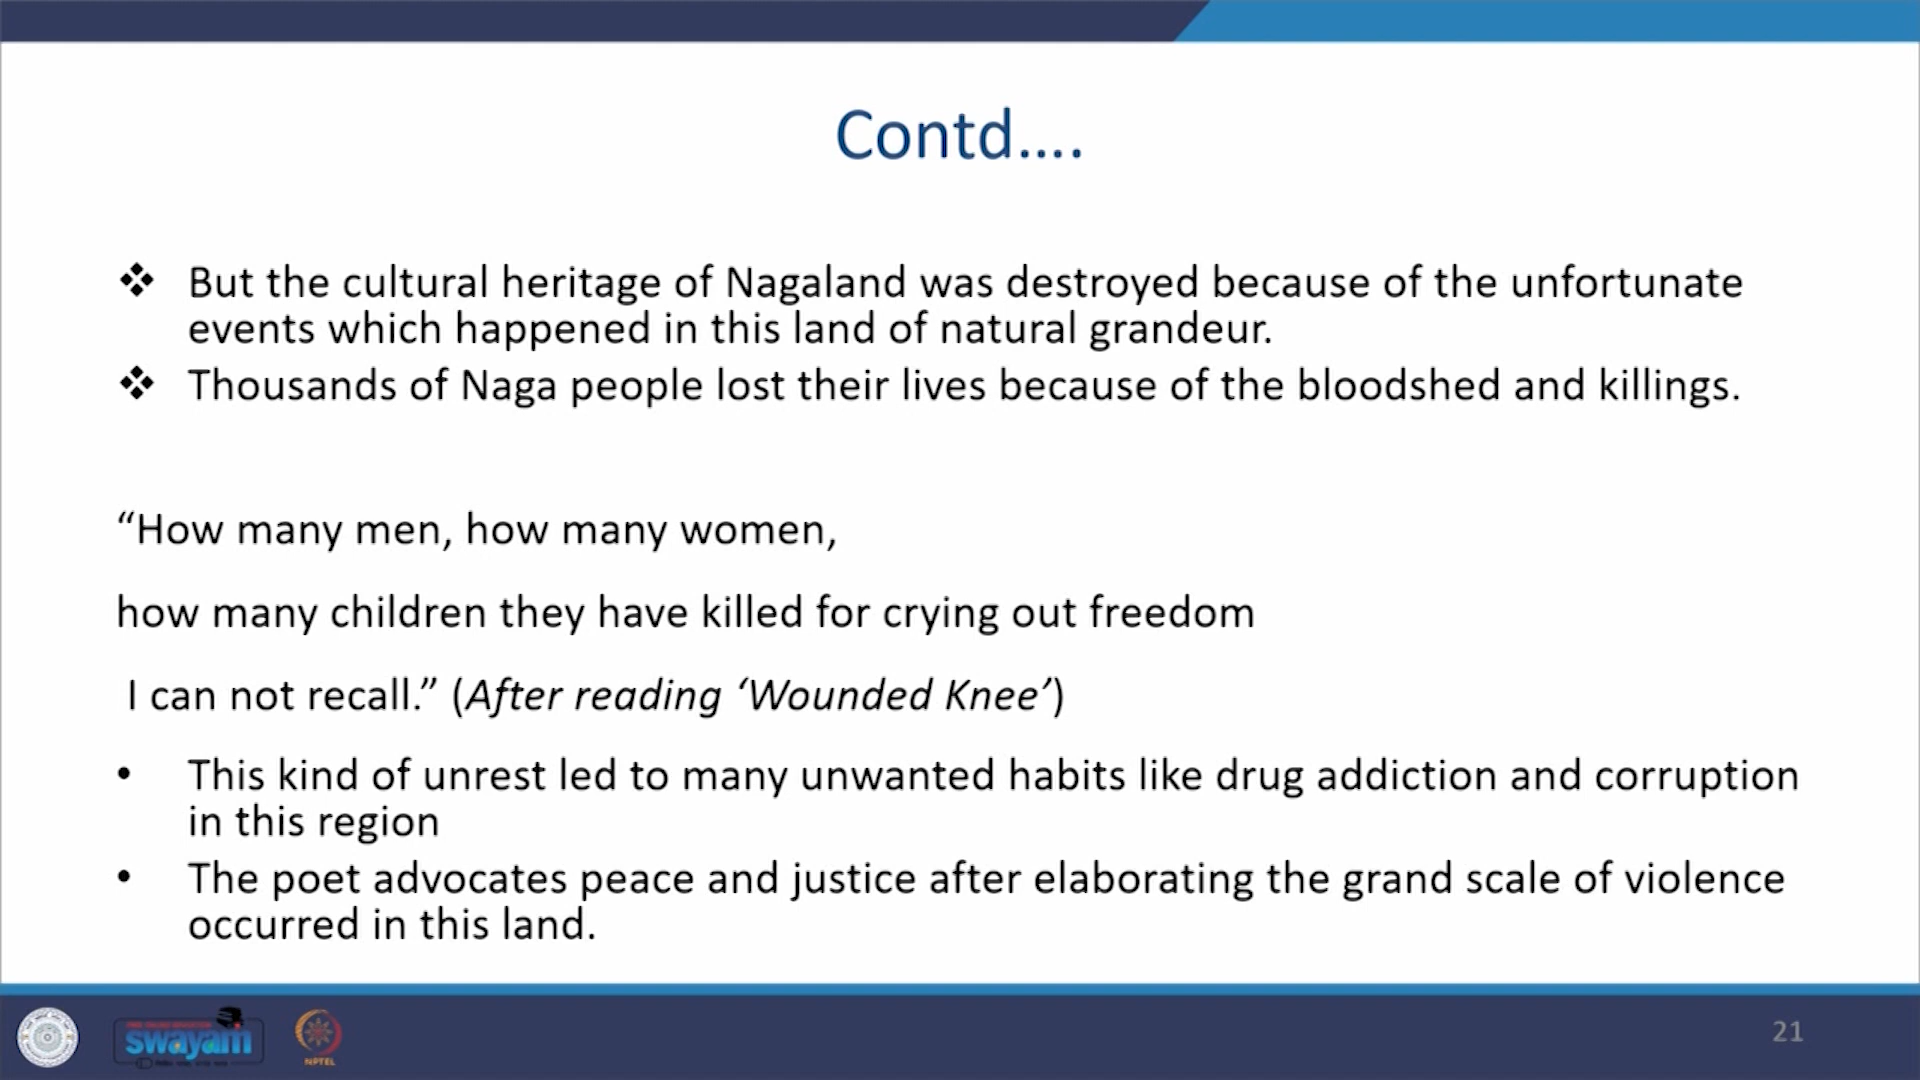 Contd....
❖ But the cultural heritage of Nagaland was destroyed because of the unfortunate
events which happened in this land of natural grandeur.
❖ Thousands of Naga people lost their lives because of the bloodshed and killings.
“How many men, how many women,
how many children they have killed for crying out freedom
I can not recall.” (After reading ‘Wounded Knee’)
• This kind of unrest led to many unwanted habits like drug addiction and corruption
in this region
• The poet advocates peace and justice after elaborating the grand scale of violence
occurred in this land.
swayam
NPTEL
21